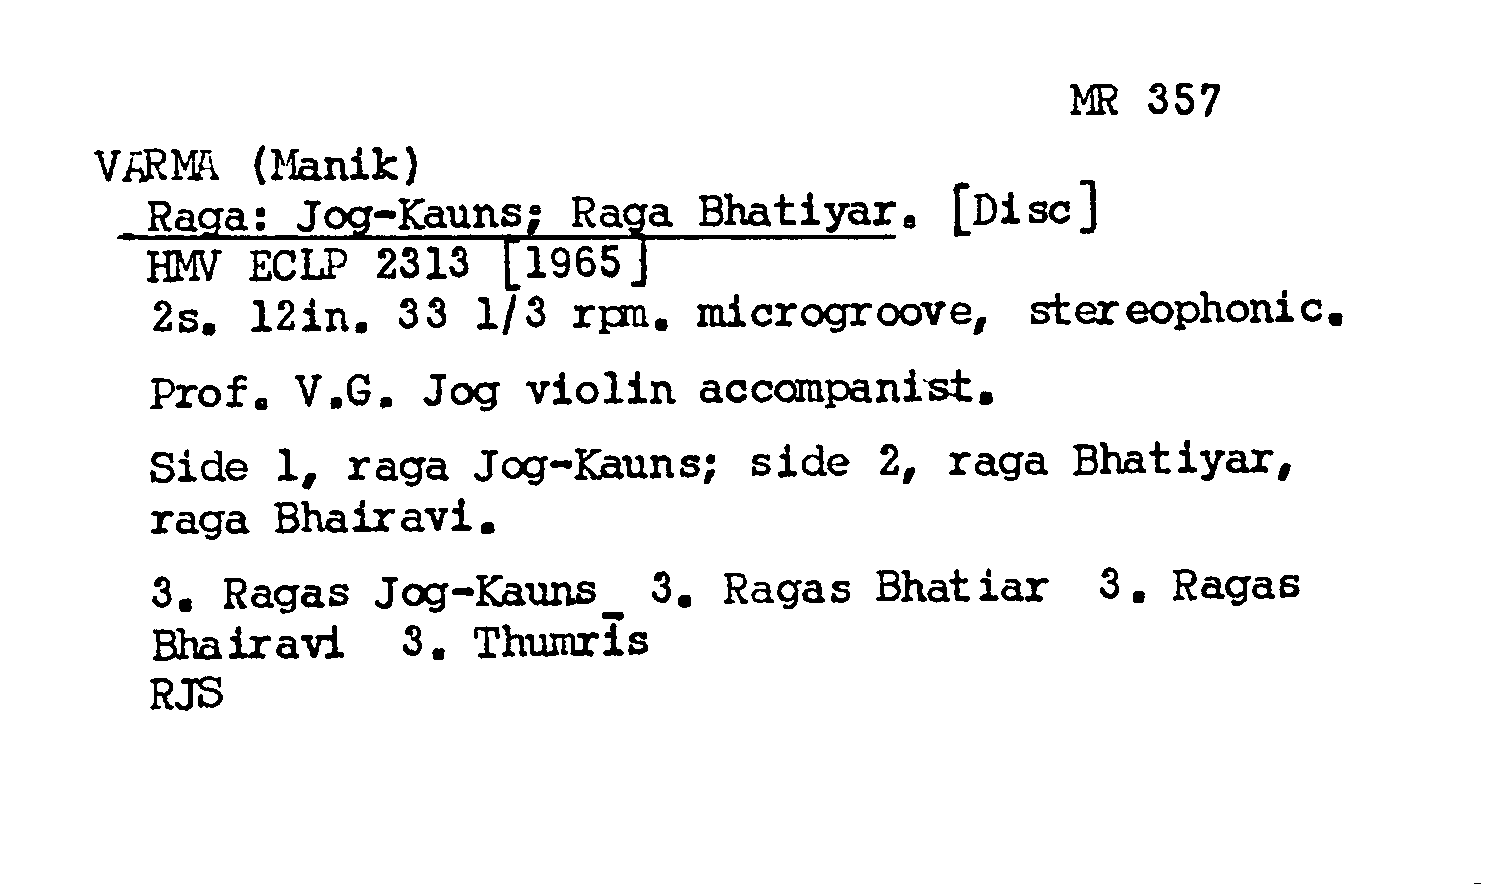 MR 357
VARMA (Manik)
Raga: Jog-Kauns; Raga Bhatiyar. [Disc]
HMV ECLP 2313 [1965]
2s. 12in. 33 1/3 rpm. microgroove, stereophonic.
Prof. V.G. Jog violin accompanist.
Side 1, raga Jog-Kauns; side 2, raga Bhatiyar,
raga Bhairavi.
3. Ragas Jog-Kauns 3. Ragas Bhatiar 3. Ragas
Bhairavi 3. Thumrīs
RJS